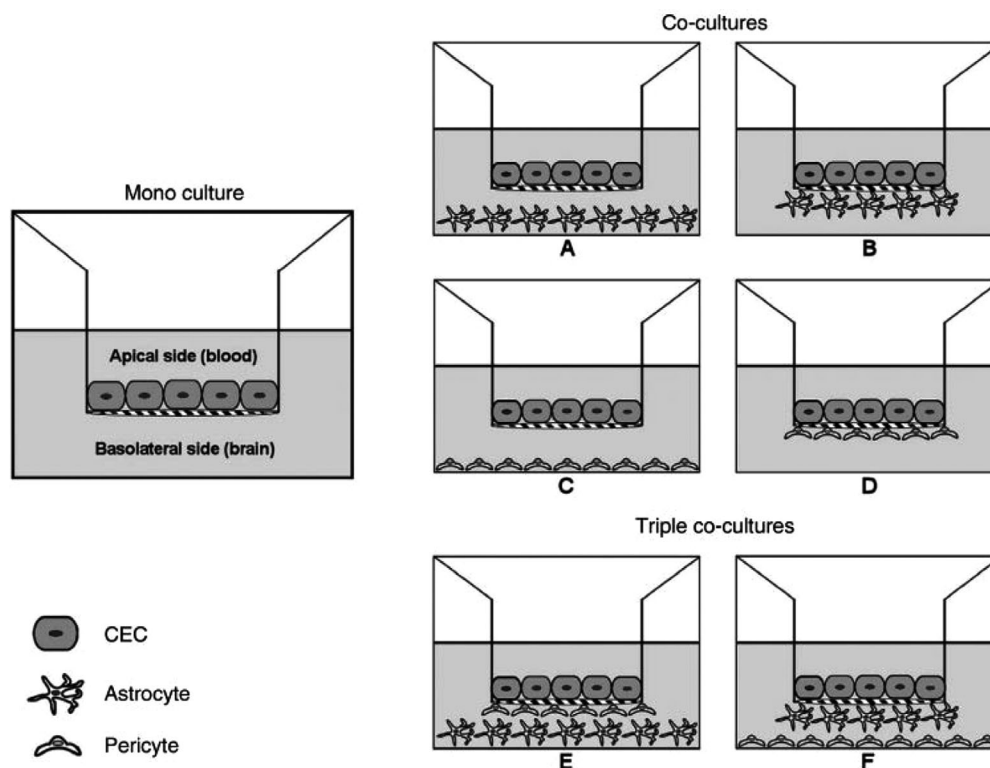 Co-cultures
Mono culture
Apical side (blood)
Basolateral side (brain)
A
B
C
D
Triple co-cultures
CEC
Astrocyte
Pericyte
E
F